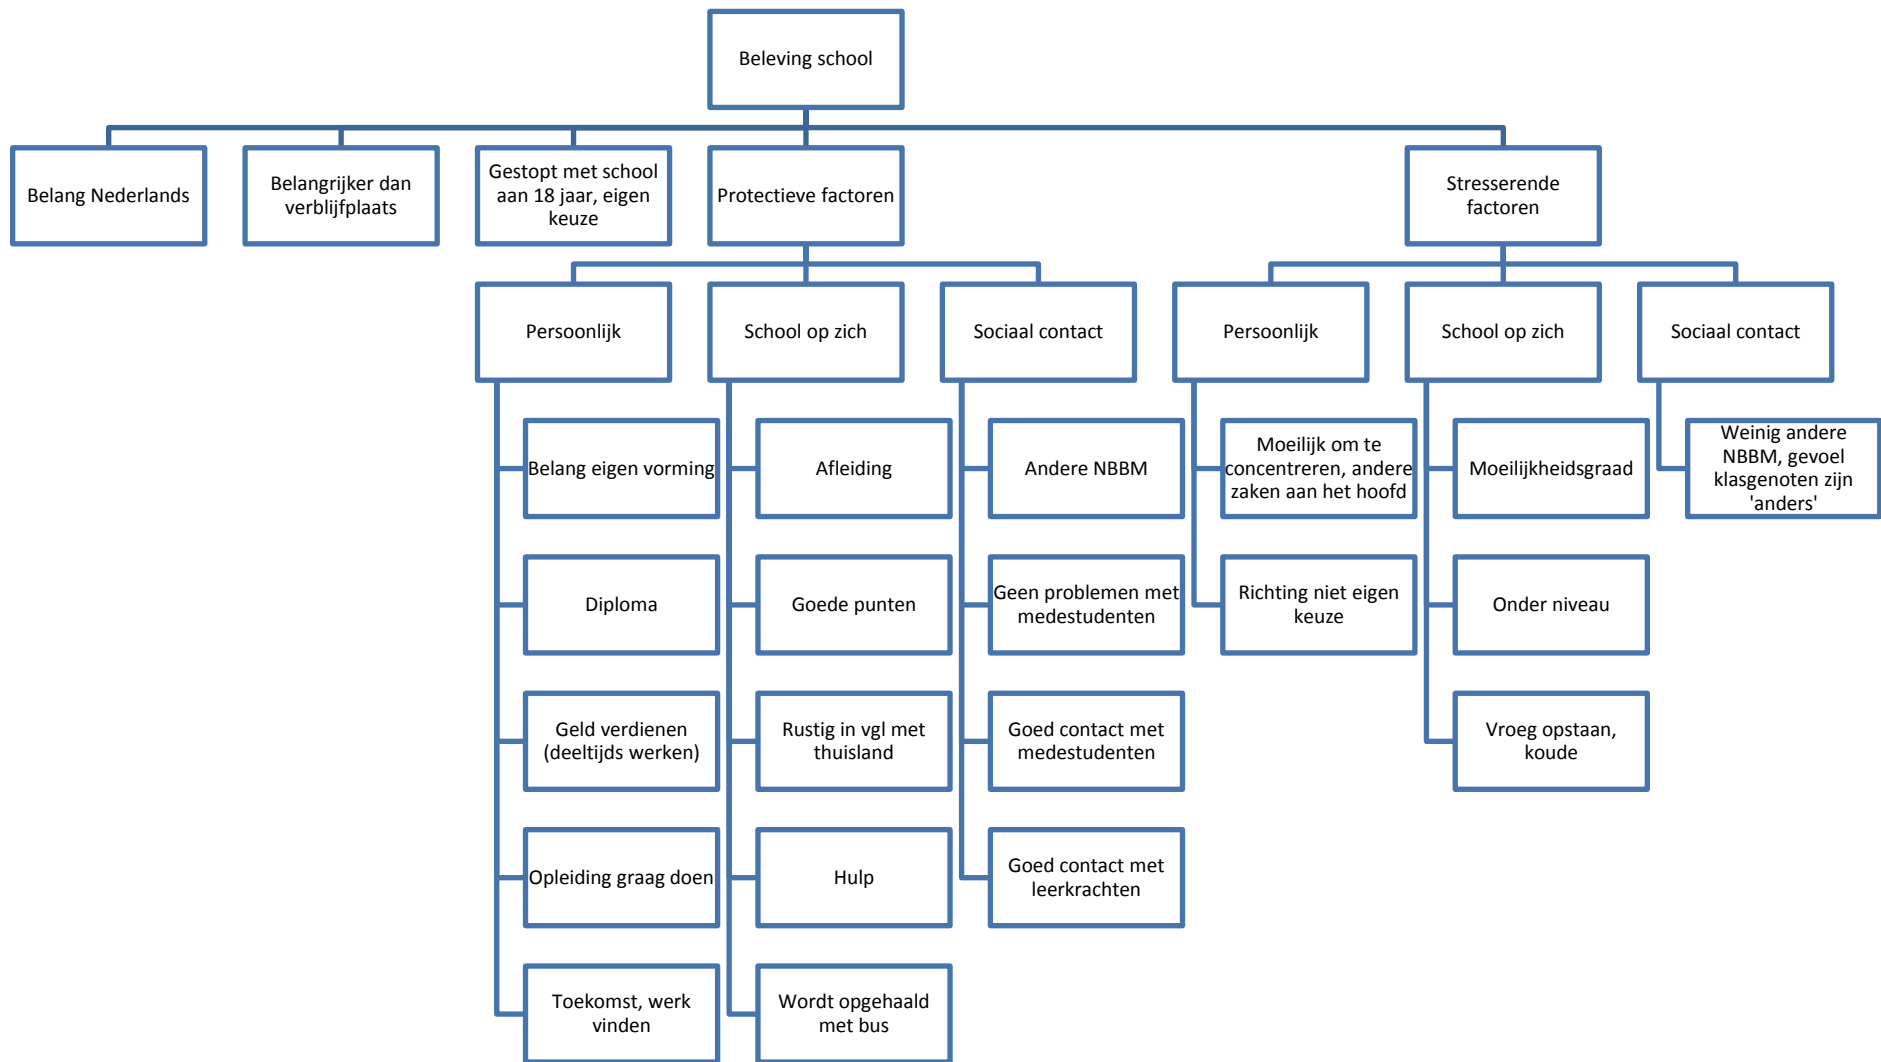 Beleving school
Belang Nederlands
Belangrijker dan
verblijfplaats
Gestopt met school
aan 18 jaar, eigen
keuze
Protectieve factoren
Stresserende
factoren
Persoonlijk
School op zich
Sociaal contact
Persoonlijk
School op zich
Sociaal contact
Belang eigen vorming
Afleiding
Andere NBBM
Moeilijk om te
concentreren, andere
zaken aan het hoofd
Moeilijkheidsgraad
Weinig andere
NBBM, gevoel
klasgenoten zijn
'anders'
Diploma
Goede punten
Geen problemen met
medestudenten
Richting niet eigen
keuze
Onder niveau
Geld verdienen
(deeltijds werken)
Rustig in vgl met
thuisland
Goed contact met
medestudenten
Vroeg opstaan,
koude
Opleiding graag doen
Hulp
Goed contact met
leerkrachten
Toekomst, werk
vinden
Wordt opgehaald
met bus